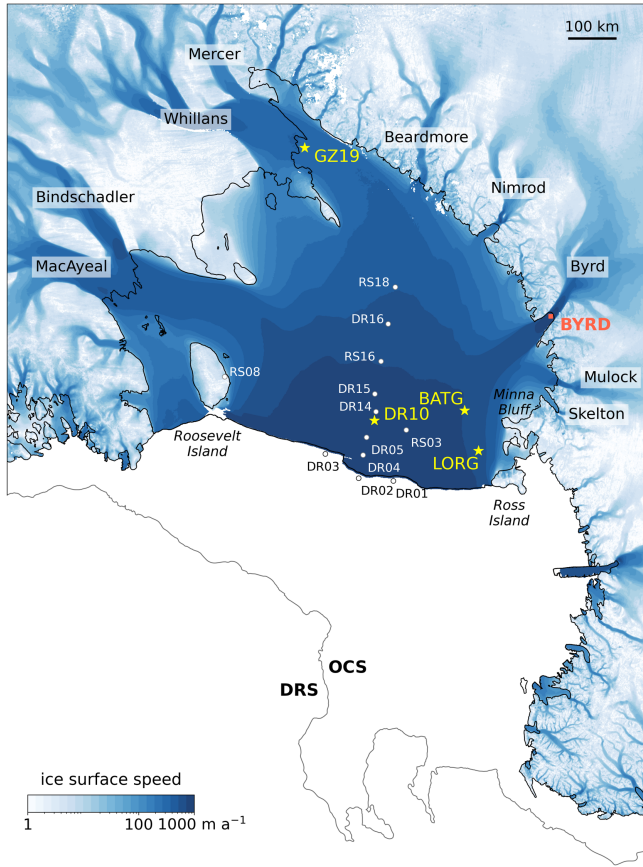 100 km
Mercer
Whillans
Beardmore
GZ19
Nimrod
Bindschadler
MacAyeal
Byrd
RS18
DR16
BYRD
RS16
RS08
Mulock
DR15
Minna
Bluff
BATG
DR14
DR10
Skelton
Roosevelt
Island
RS03
DR05
DR03
DR04
LORG
DR02
DR01
Ross
Island
OCS
DRS
ice surface speed
1 100 1000 m a⁻¹